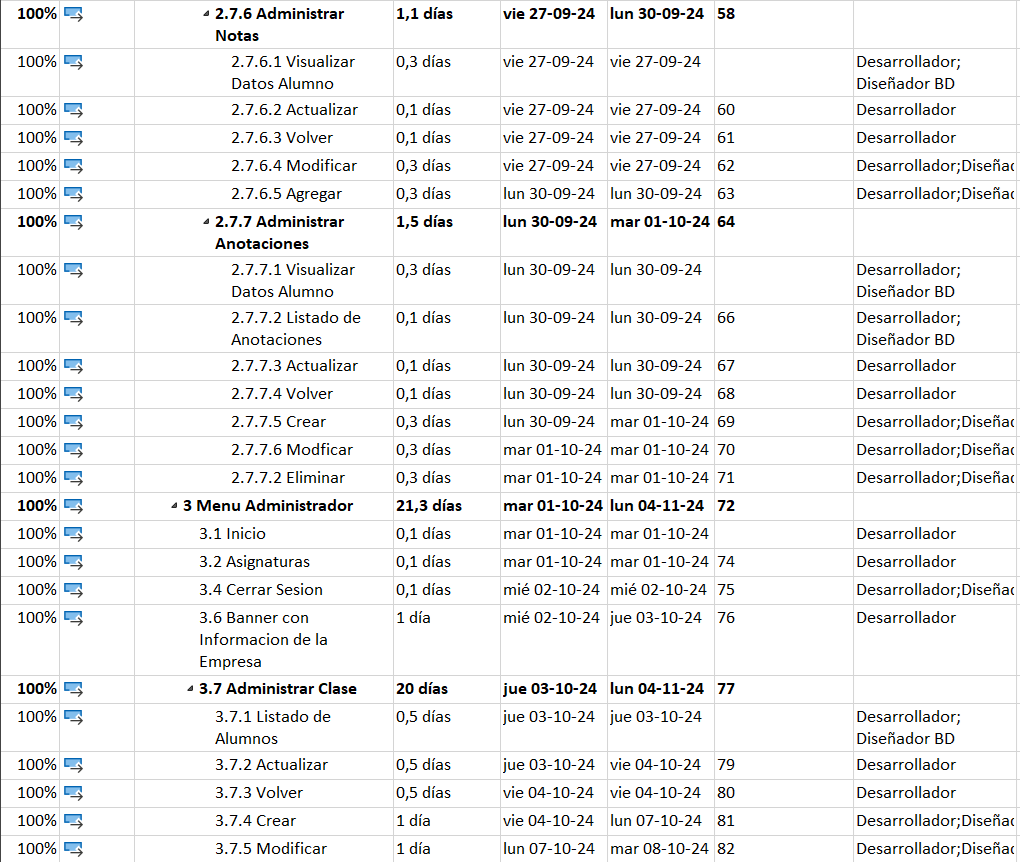 100% 2.7.6 Administrar 1,1 días vie 27-09-24 lun 30-09-24 58
Notas
100% 2.7.6.1 Visualizar 0,3 días vie 27-09-24 vie 27-09-24 Desarrollador;
Datos Alumno Diseñador BD
100% 2.7.6.2 Actualizar 0,1 días vie 27-09-24 vie 27-09-24 60 Desarrollador
100% 2.7.6.3 Volver 0,1 días vie 27-09-24 vie 27-09-24 61 Desarrollador
100% 2.7.6.4 Modificar 0,3 días vie 27-09-24 vie 27-09-24 62 Desarrollador;Diseñad
100% 2.7.6.5 Agregar 0,3 días lun 30-09-24 lun 30-09-24 63 Desarrollador;Diseñad
100% 2.7.7 Administrar 1,5 días lun 30-09-24 mar 01-10-24 64
Anotaciones
100% 2.7.7.1 Visualizar 0,3 días lun 30-09-24 lun 30-09-24 Desarrollador;
Datos Alumno Diseñador BD
100% 2.7.7.2 Listado de 0,1 días lun 30-09-24 lun 30-09-24 66 Desarrollador;
Anotaciones Diseñador BD
100% 2.7.7.3 Actualizar 0,1 días lun 30-09-24 lun 30-09-24 67 Desarrollador
100% 2.7.7.4 Volver 0,1 días lun 30-09-24 lun 30-09-24 68 Desarrollador
100% 2.7.7.5 Crear 0,3 días lun 30-09-24 mar 01-10-24 69 Desarrollador;Diseñad
100% 2.7.7.6 Modficar 0,3 días mar 01-10-24 mar 01-10-24 70 Desarrollador;Diseñad
100% 2.7.7.2 Eliminar 0,3 días mar 01-10-24 mar 01-10-24 71 Desarrollador;Diseñad
100% 3 Menu Administrador 21,3 días mar 01-10-24 lun 04-11-24 72
100% 3.1 Inicio 0,1 días mar 01-10-24 mar 01-10-24 Desarrollador
100% 3.2 Asignaturas 0,1 días mar 01-10-24 mar 01-10-24 74 Desarrollador
100% 3.4 Cerrar Sesion 0,1 días mié 02-10-24 mié 02-10-24 75 Desarrollador;Diseñad
100% 3.6 Banner con 1 día mié 02-10-24 jue 03-10-24 76 Desarrollador
Informacion de la
Empresa
100% 3.7 Administrar Clase 20 días jue 03-10-24 lun 04-11-24 77
100% 3.7.1 Listado de 0,5 días jue 03-10-24 jue 03-10-24 Desarrollador;
Alumnos Diseñador BD
100% 3.7.2 Actualizar 0,5 días jue 03-10-24 vie 04-10-24 79 Desarrollador
100% 3.7.3 Volver 0,5 días vie 04-10-24 vie 04-10-24 80 Desarrollador
100% 3.7.4 Crear 1 día vie 04-10-24 lun 07-10-24 81 Desarrollador;Diseñad
100% 3.7.5 Modificar 1 día lun 07-10-24 mar 08-10-24 82 Desarrollador;Diseñad